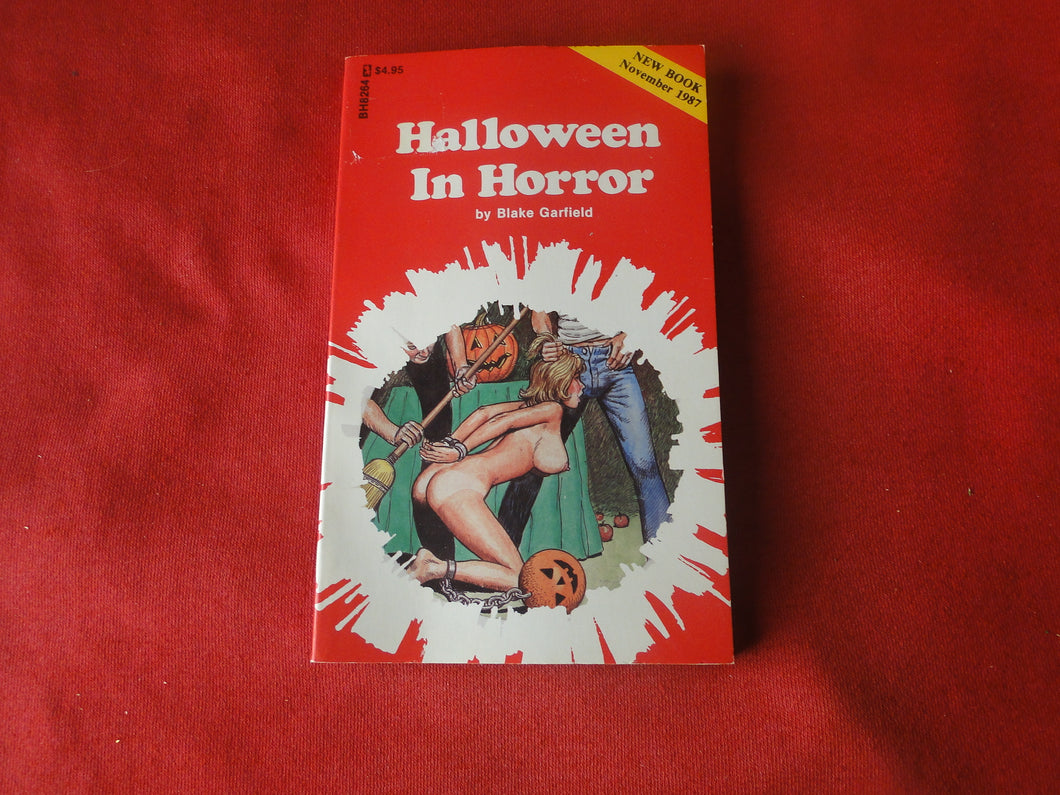 BH8264 $4.95
NEW BOOK
November 1987
Halloween
In Horror
by Blake Garfield